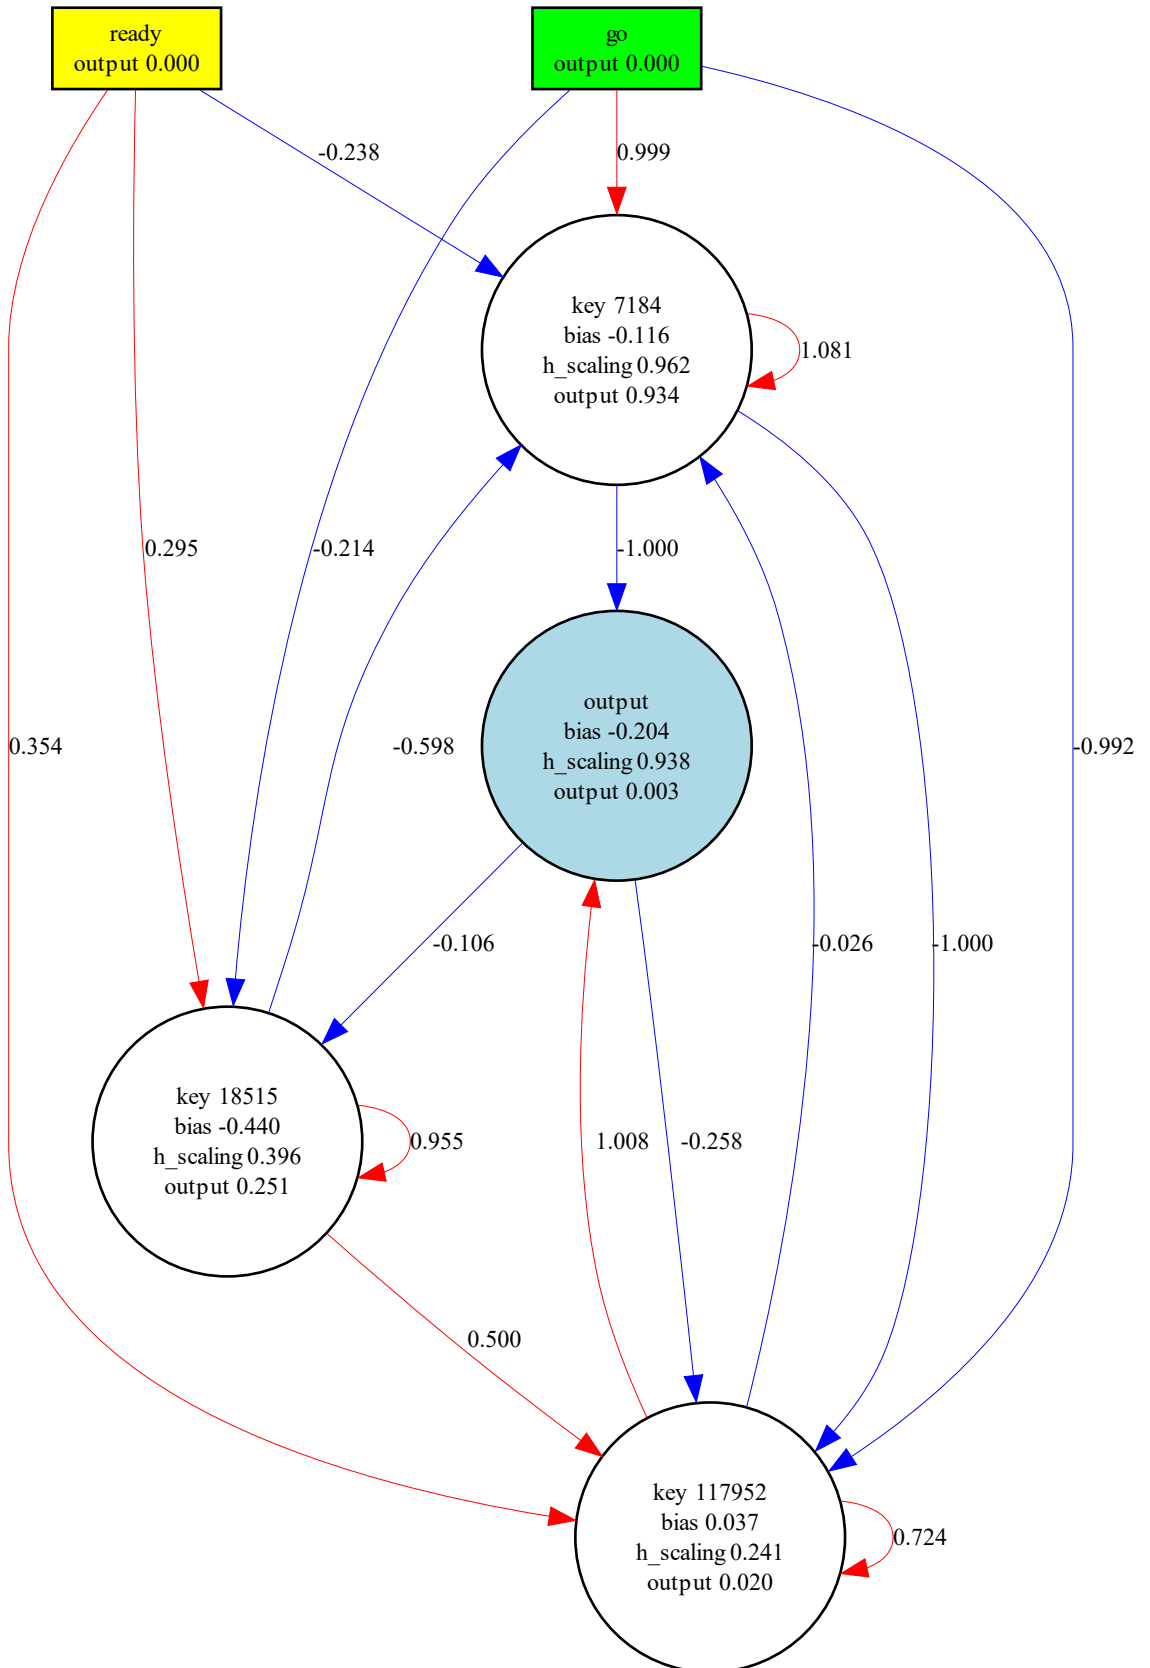 ready
output 0.000
go
output 0.000
-0.238
0.999
key 7184
bias -0.116
h_scaling 0.962
output 0.934
1.081
0.295
-0.214
-1.000
output
bias -0.204
h_scaling 0.938
output 0.003
0.354
-0.598
-0.992
-0.106
-0.026
-1.000
key 18515
bias -0.440
h_scaling 0.396
output 0.251
0.955
1.008
-0.258
0.500
key 117952
bias 0.037
h_scaling 0.241
output 0.020
0.724